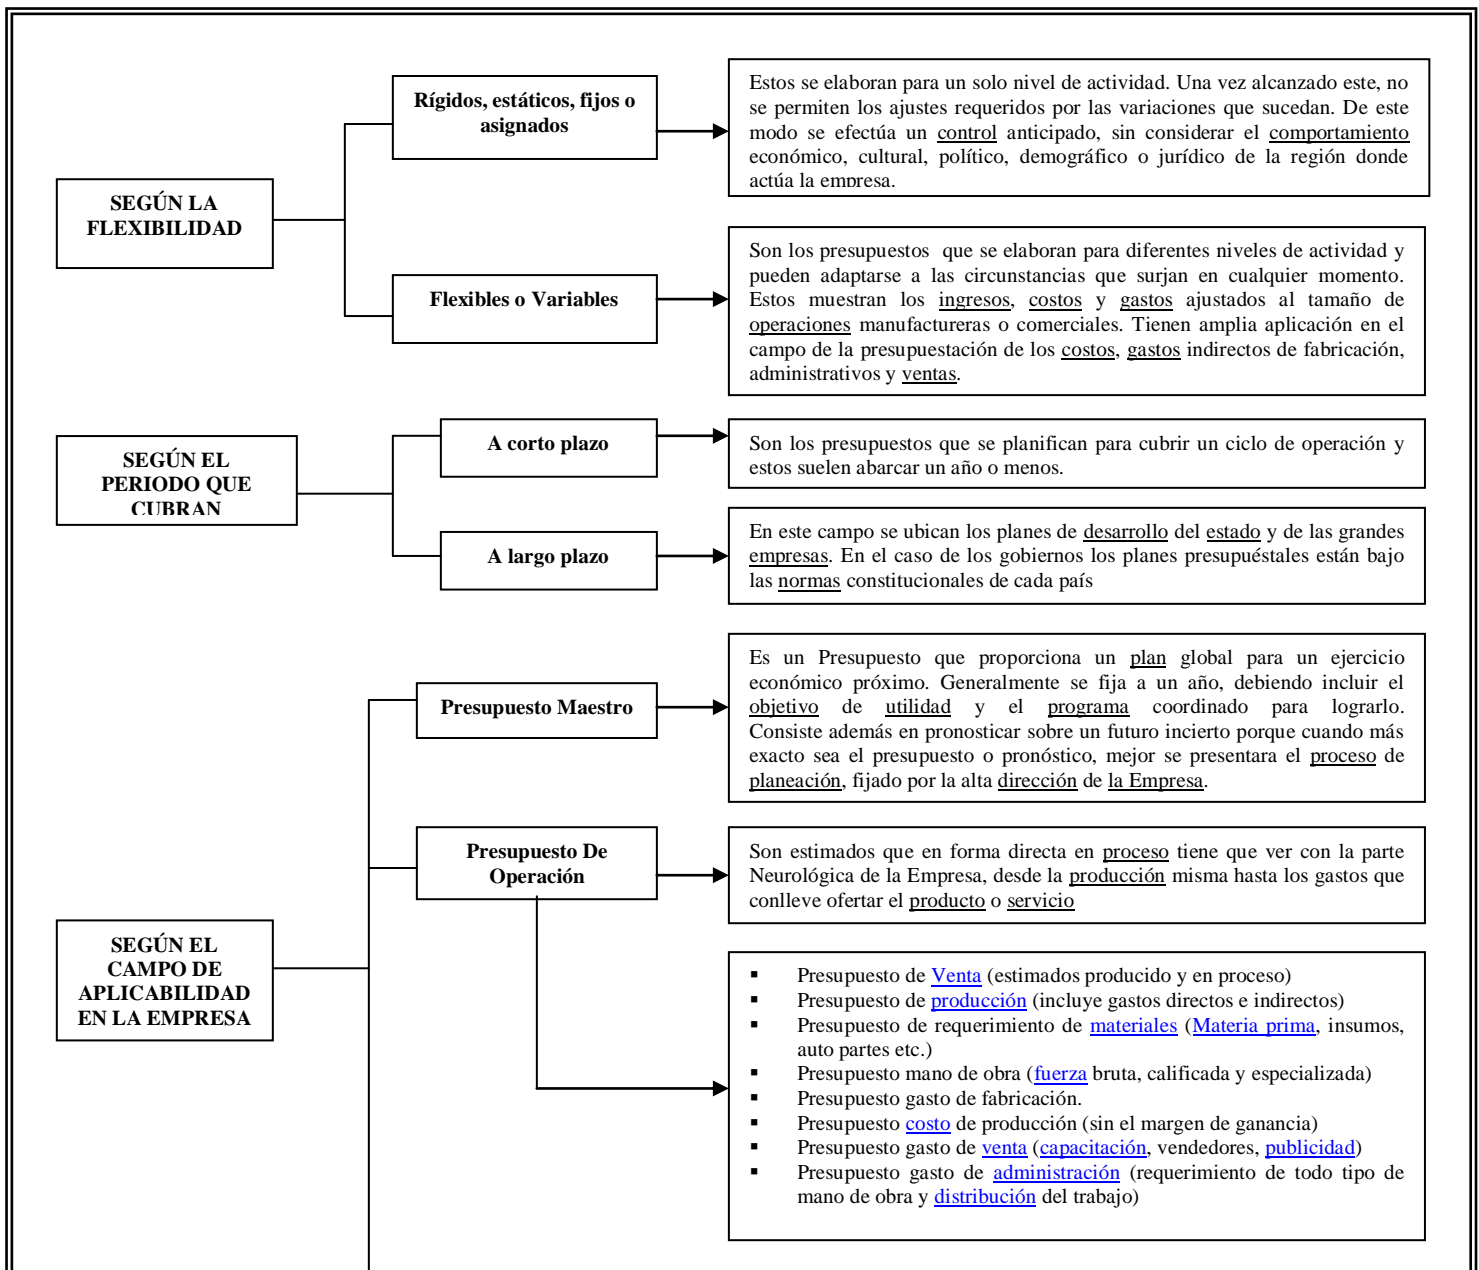 Rígidos, estáticos, fijos o
asignados
Estos se elaboran para un solo nivel de actividad. Una vez alcanzado este, no
se permiten los ajustes requeridos por las variaciones que sucedan. De este
modo se efectúa un control anticipado, sin considerar el comportamiento
económico, cultural, político, demográfico o jurídico de la región donde
actúa la empresa.
SEGÚN LA
FLEXIBILIDAD
Flexibles o Variables
Son los presupuestos que se elaboran para diferentes niveles de actividad y
pueden adaptarse a las circunstancias que surjan en cualquier momento.
Estos muestran los ingresos, costos y gastos ajustados al tamaño de
operaciones manufactureras o comerciales. Tienen amplia aplicación en el
campo de la presupuestación de los costos, gastos indirectos de fabricación,
administrativos y ventas.
SEGÚN EL
PERIODO QUE
CUBRAN
A corto plazo
Son los presupuestos que se planifican para cubrir un ciclo de operación y
estos suelen abarcar un año o menos.
A largo plazo
En este campo se ubican los planes de desarrollo del estado y de las grandes
empresas. En el caso de los gobiernos los planes presupuéstales están bajo
las normas constitucionales de cada país
Presupuesto Maestro
Es un Presupuesto que proporciona un plan global para un ejercicio
económico próximo. Generalmente se fija a un año, debiendo incluir el
objetivo de utilidad y el programa coordinado para lograrlo.
Consiste además en pronosticar sobre un futuro incierto porque cuando más
exacto sea el presupuesto o pronóstico, mejor se presentara el proceso de
planeación, fijado por la alta dirección de la Empresa.
Presupuesto De
Operación
Son estimados que en forma directa en proceso tiene que ver con la parte
Neurológica de la Empresa, desde la producción misma hasta los gastos que
conlleve ofertar el producto o servicio
SEGÚN EL
CAMPO DE
APLICABILIDAD
EN LA EMPRESA
▪ Presupuesto de Venta (estimados producido y en proceso)
▪ Presupuesto de producción (incluye gastos directos e indirectos)
▪ Presupuesto de requerimiento de materiales (Materia prima, insumos,
auto partes etc.)
▪ Presupuesto mano de obra (fuerza bruta, calificada y especializada)
▪ Presupuesto gasto de fabricación.
▪ Presupuesto costo de producción (sin el margen de ganancia)
▪ Presupuesto gasto de venta (capacitación, vendedores, publicidad)
▪ Presupuesto gasto de administración (requerimiento de todo tipo de
mano de obra y distribución del trabajo)